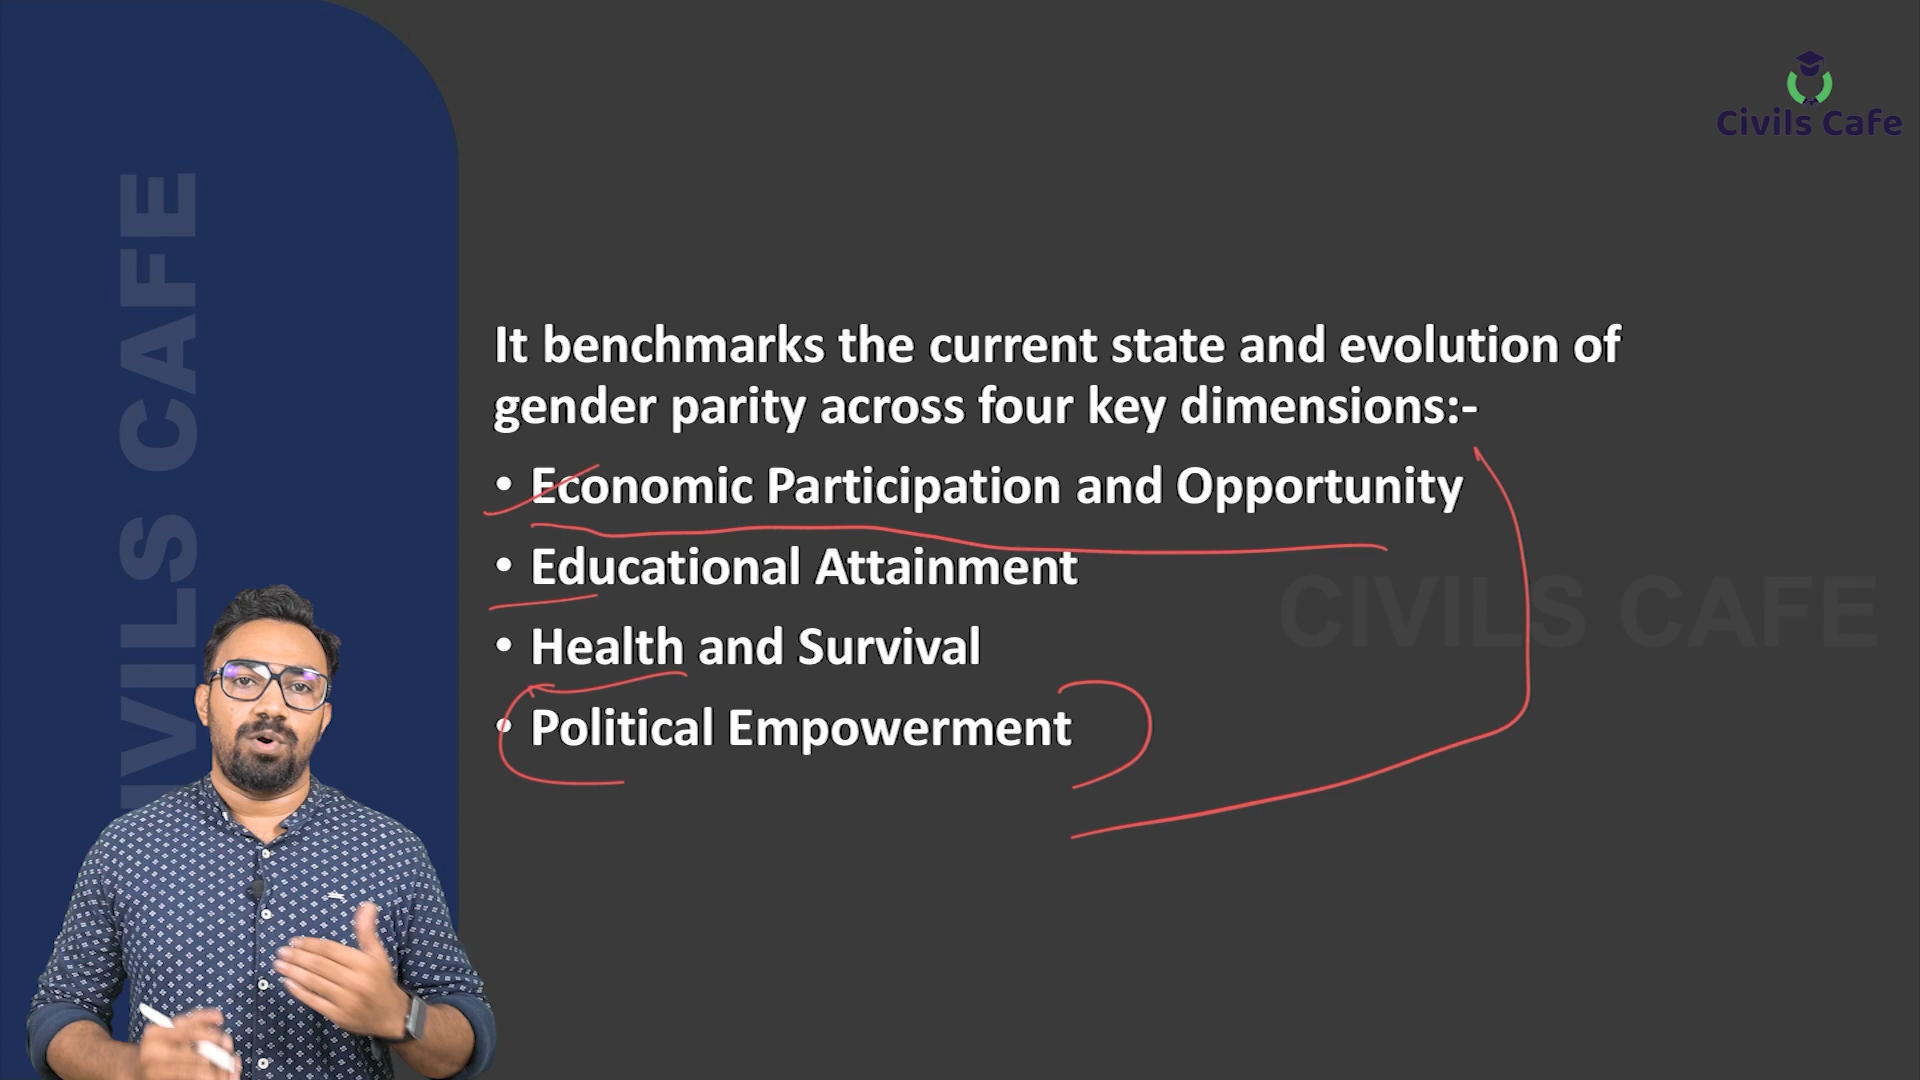 Civils Cafe
CIVILS CAFE
It benchmarks the current state and evolution of
gender parity across four key dimensions:-
• Economic Participation and Opportunity
• Educational Attainment
• Health and Survival
• Political Empowerment
CIVILS CAFE